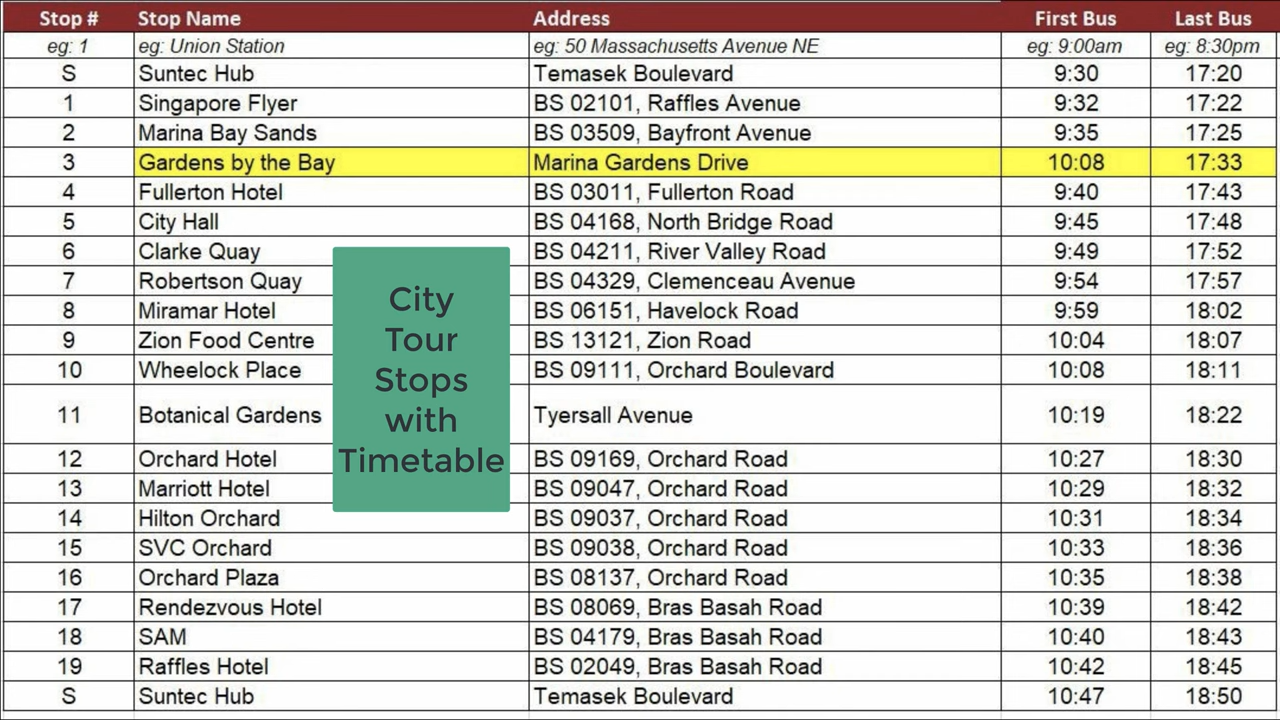 Stop # Stop Name Address First Bus Last Bus
eg: 1 eg: Union Station eg: 50 Massachusetts Avenue NE eg: 9:00am eg: 8:30pm
S Suntec Hub Temasek Boulevard 9:30 17:20
1 Singapore Flyer BS 02101, Raffles Avenue 9:32 17:22
2 Marina Bay Sands BS 03509, Bayfront Avenue 9:35 17:25
3 Gardens by the Bay Marina Gardens Drive 10:08 17:33
4 Fullerton Hotel BS 03011, Fullerton Road 9:40 17:43
5 City Hall BS 04168, North Bridge Road 9:45 17:48
6 Clarke Quay BS 04211, River Valley Road 9:49 17:52
7 Robertson Quay BS 04329, Clemenceau Avenue 9:54 17:57
8 Miramar Hotel BS 06151, Havelock Road 9:59 18:02
9 Zion Food Centre BS 13121, Zion Road 10:04 18:07
10 Wheelock Place BS 09111, Orchard Boulevard 10:08 18:11
11 Botanical Gardens Tyersall Avenue 10:19 18:22
12 Orchard Hotel BS 09169, Orchard Road 10:27 18:30
13 Marriott Hotel BS 09047, Orchard Road 10:29 18:32
14 Hilton Orchard BS 09037, Orchard Road 10:31 18:34
15 SVC Orchard BS 09038, Orchard Road 10:33 18:36
16 Orchard Plaza BS 08137, Orchard Road 10:35 18:38
17 Rendezvous Hotel BS 08069, Bras Basah Road 10:39 18:42
18 SAM BS 04179, Bras Basah Road 10:40 18:43
19 Raffles Hotel BS 02049, Bras Basah Road 10:42 18:45
S Suntec Hub Temasek Boulevard 10:47 18:50
City
Tour
Stops
with
Timetable